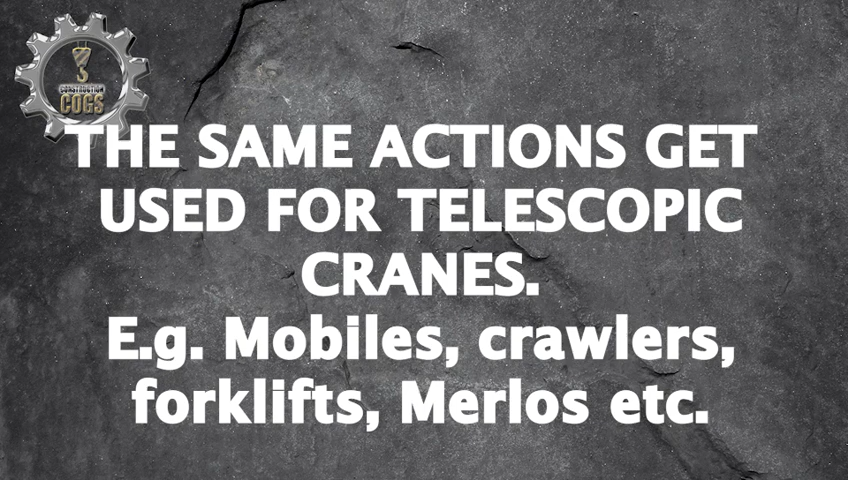 CONSTRUCTION
COGS
THE SAME ACTIONS GET
USED FOR TELESCOPIC
CRANES.
E.g. Mobiles, crawlers,
forklifts, Merlos etc.